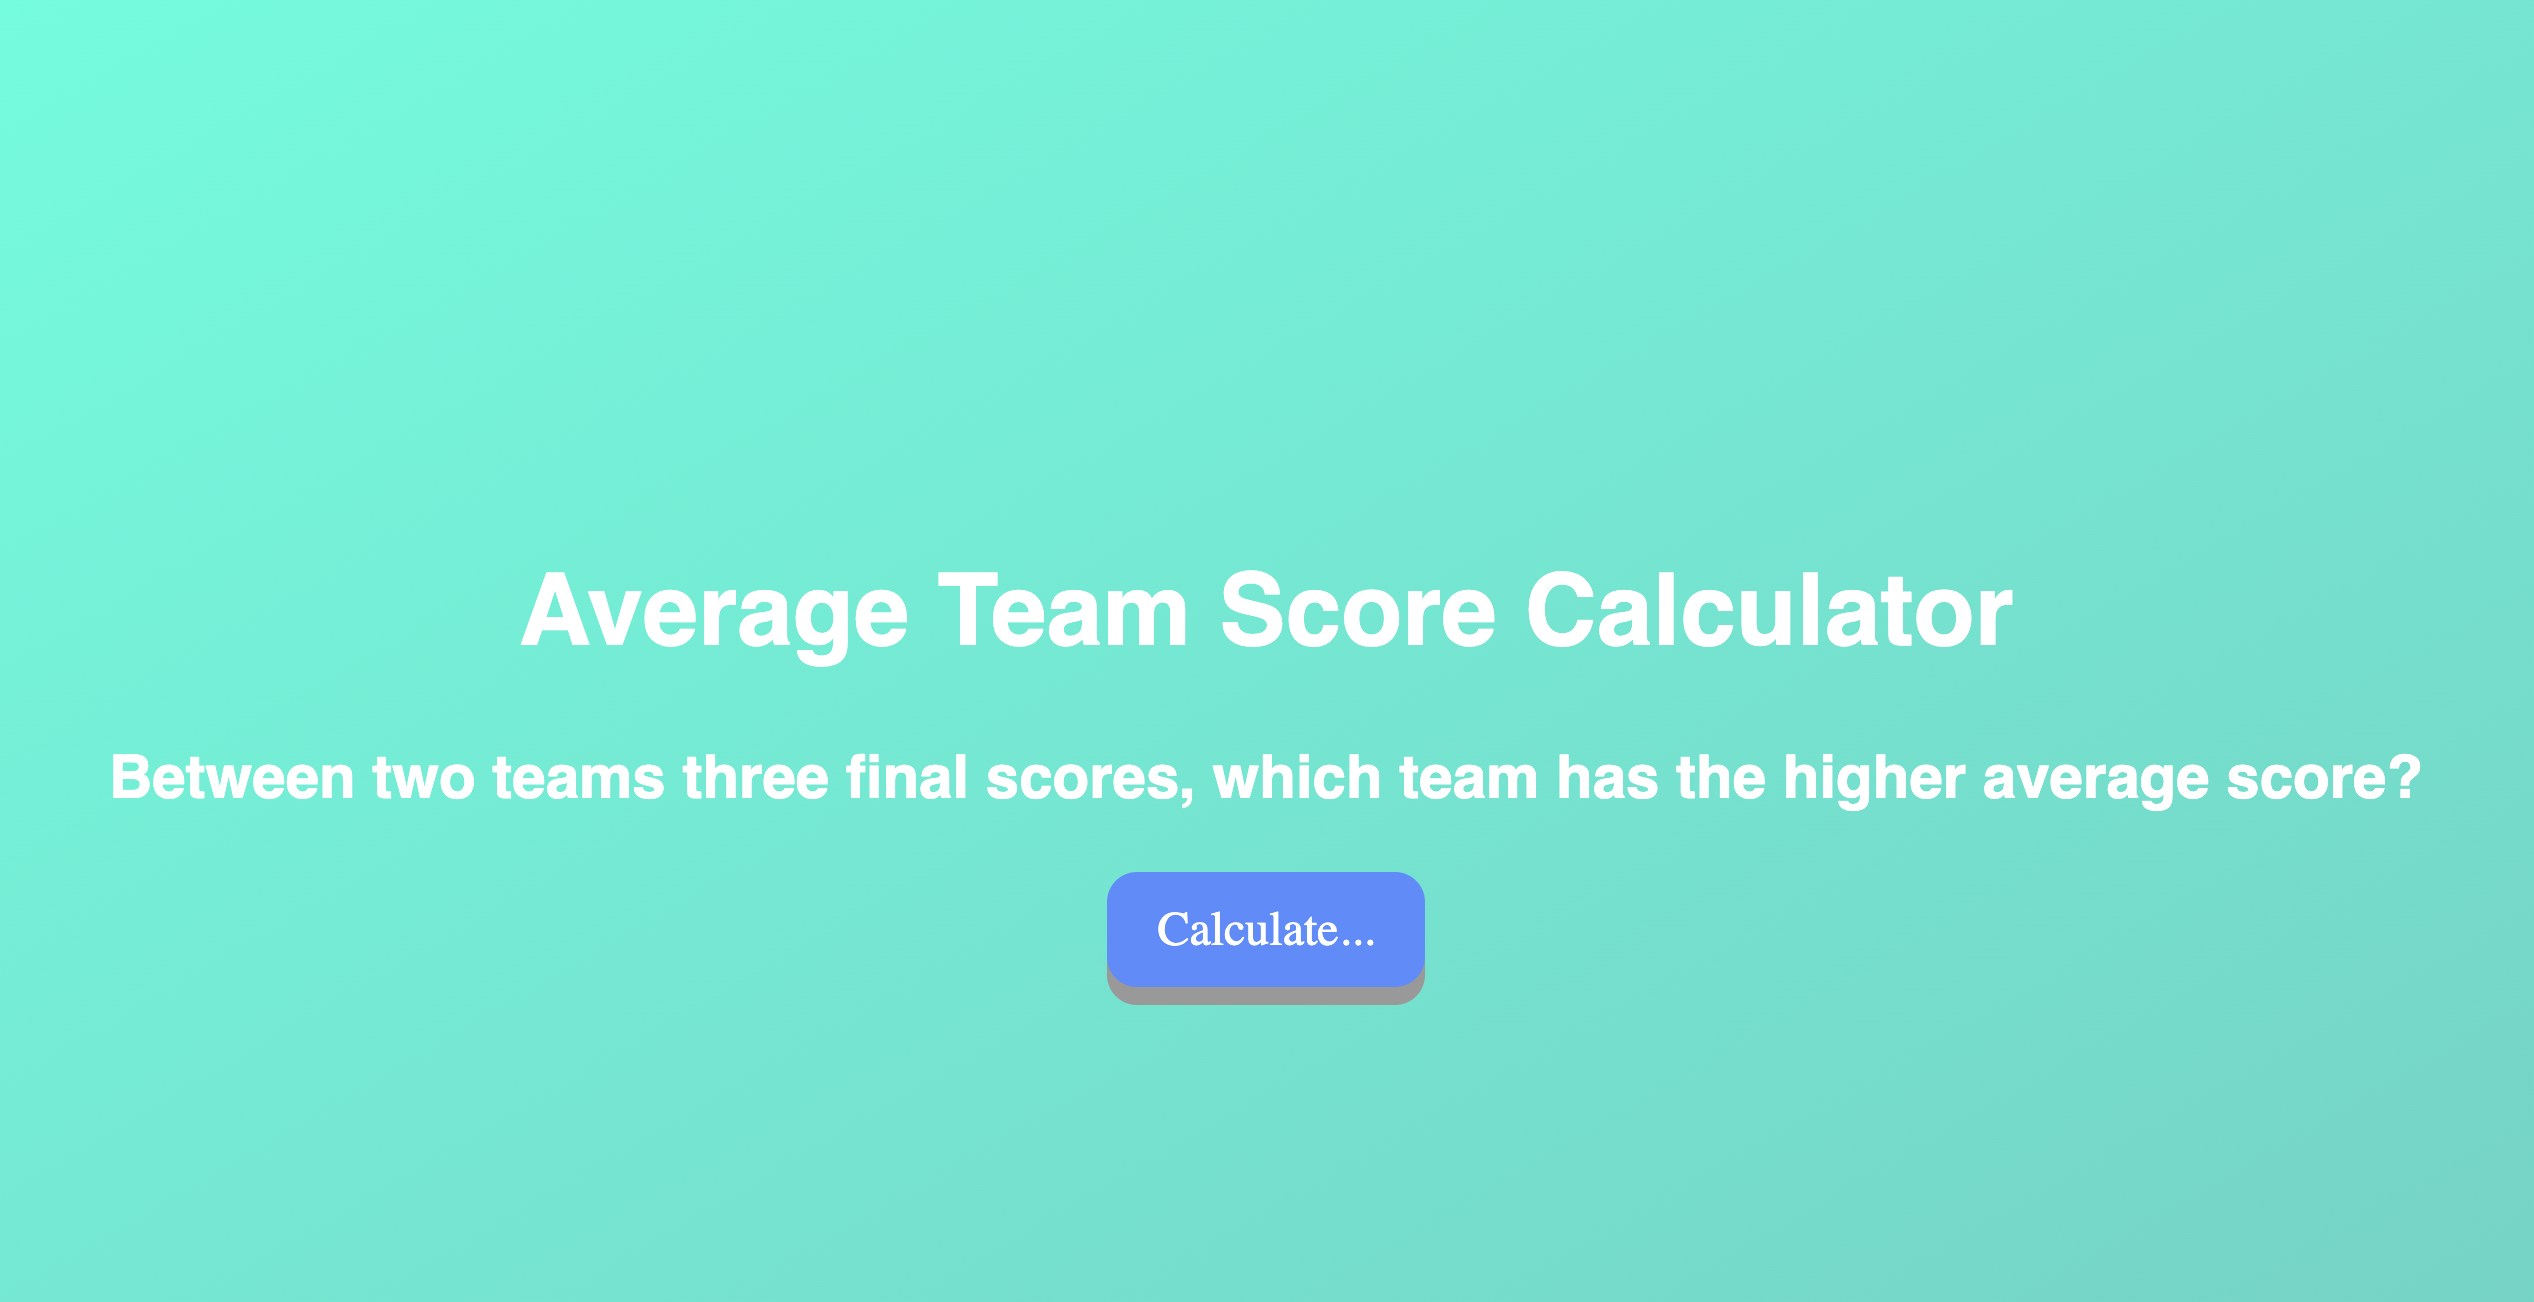 Average Team Score Calculator
Between two teams three final scores, which team has the higher average score?
Calculate...